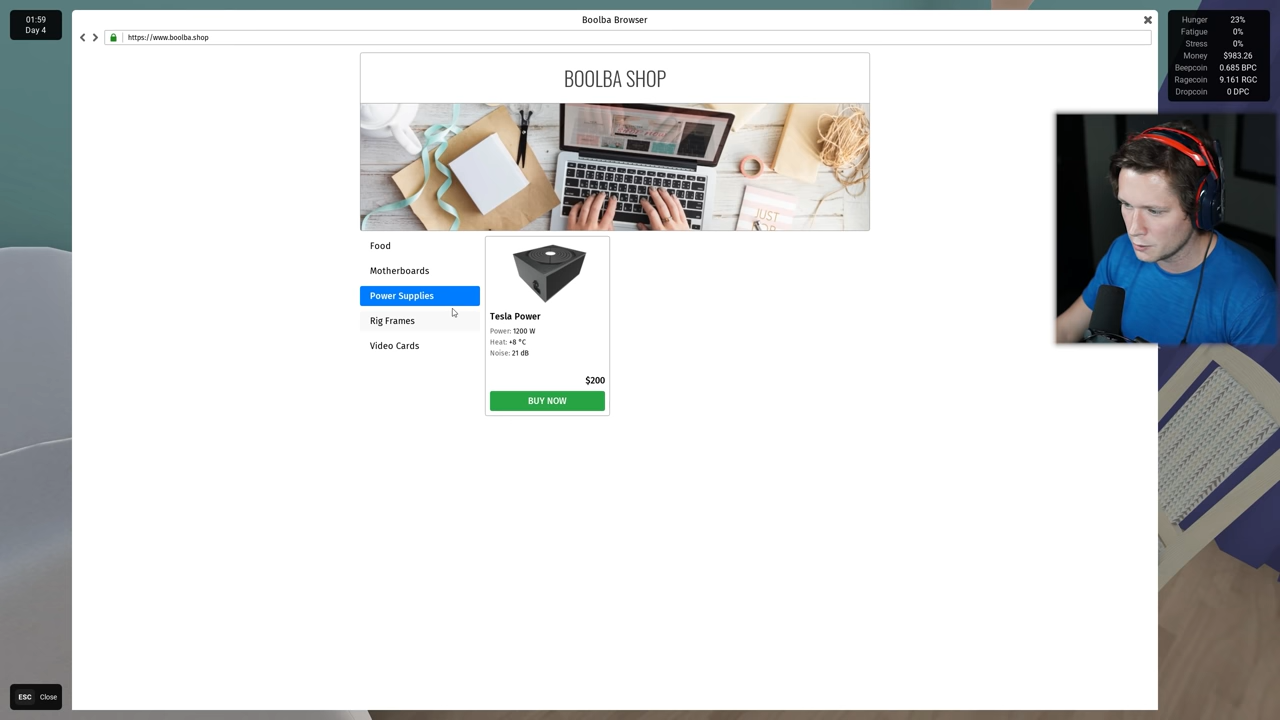 01:59
Day 4
Boolba Browser
https://www.boolba.shop
Hunger 23%
Fatigue 0%
Stress 0%
Money $983.26
Beepcoin 0.685 BPC
Ragecoin 9.161 RGC
Dropcoin 0 DPC
BOOLBA SHOP
JUST
Food
Motherboards
Power Supplies
Rig Frames
Video Cards
Tesla Power
Power: 1200 W
Heat: +8 °C
Noise: 21 dB
$200
BUY NOW
ESC Close